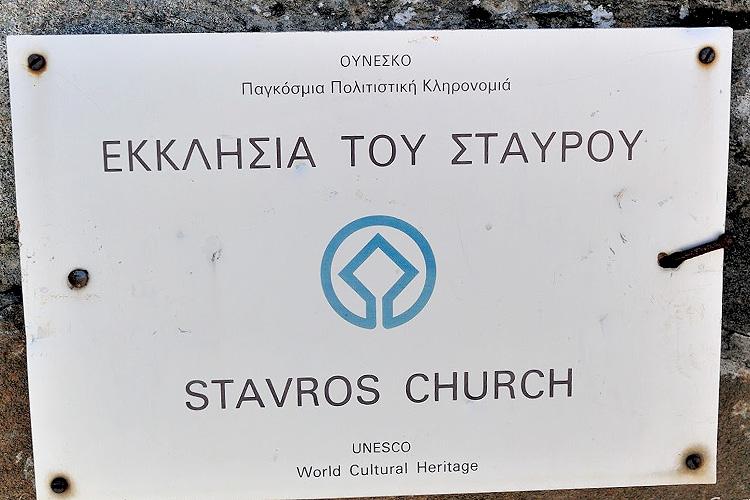 ΟΥΝΕΣΚΟ
Παγκόσμια Πολιτιστική Κληρονομιά
ΕΚΚΛΗΣΙΑ ΤΟΥ ΣΤΑΥΡΟΥ
STAVROS CHURCH
UNESCO
World Cultural Heritage